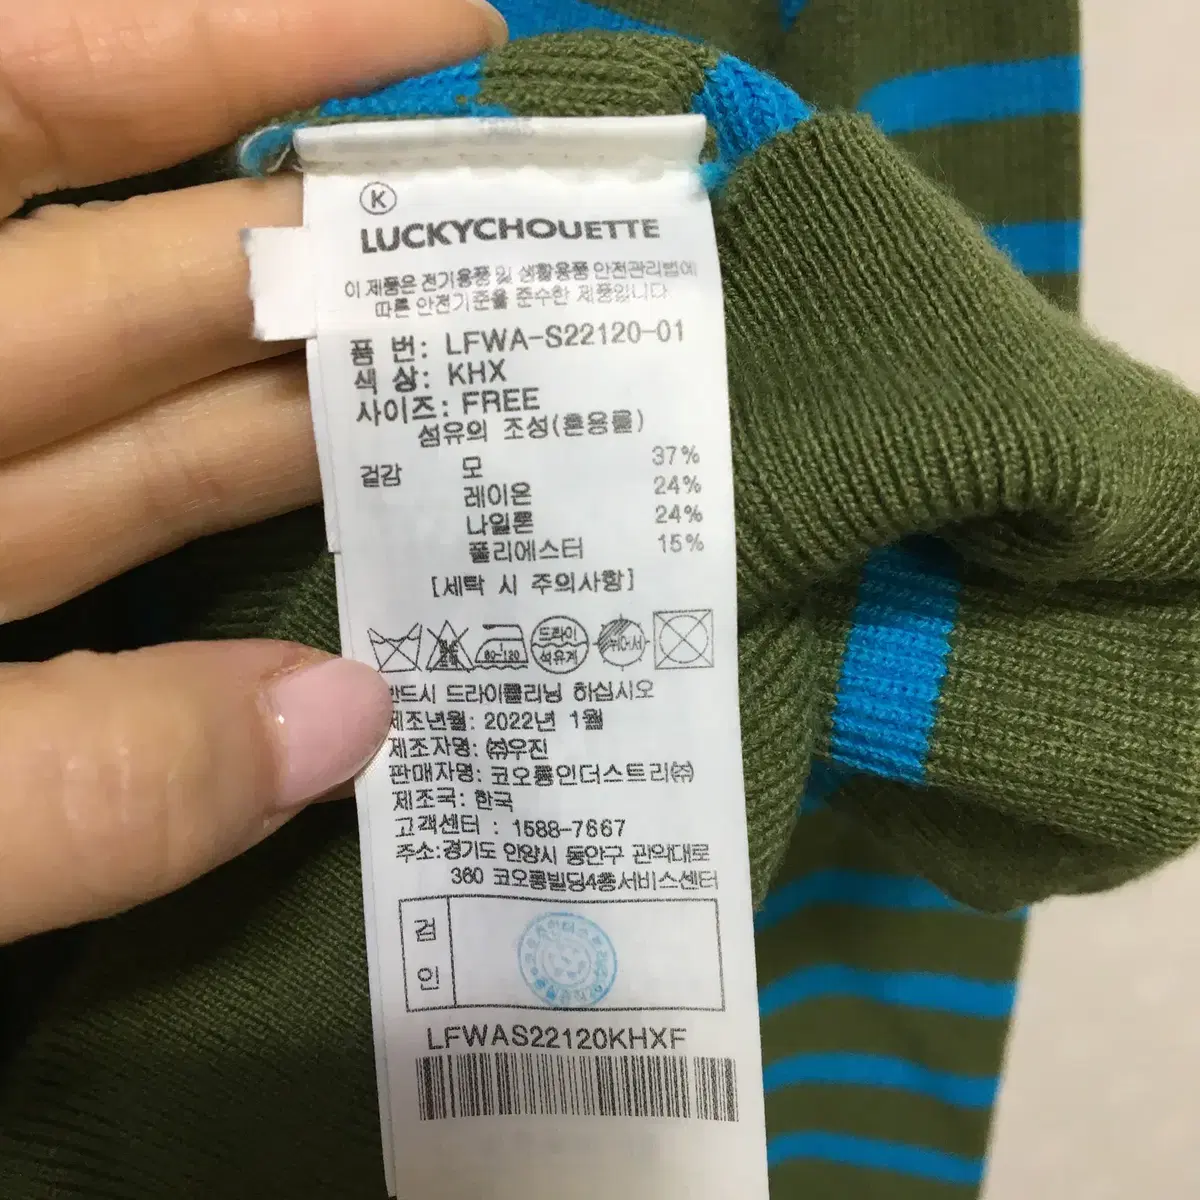 K
LUCKYCHOUETTE
이 제품은 전기용품 및 생활용품 안전관리법에
따른 안전기준을 준수한 제품입니다.
품 번: LFWA-S22120-01
색 상: KHX
사이즈: FREE
섬유의 조성(혼용률)
겉감 모 37%
레이온 24%
나일론 24%
폴리에스터 15%
[세탁 시 주의사항]
80-120 드라이 석유계
반드시 드라이클리닝 하십시오
제조년월: 2022년 1월
제조자명: ㈜우진
판매자명: 코오롱인더스트리㈜
제조국: 한국
고객센터 : 1588-7667
주소:경기도 안양시 동안구 관악대로
360 코오롱빌딩4층서비스센터
검
인
LFWAS22120KHXF